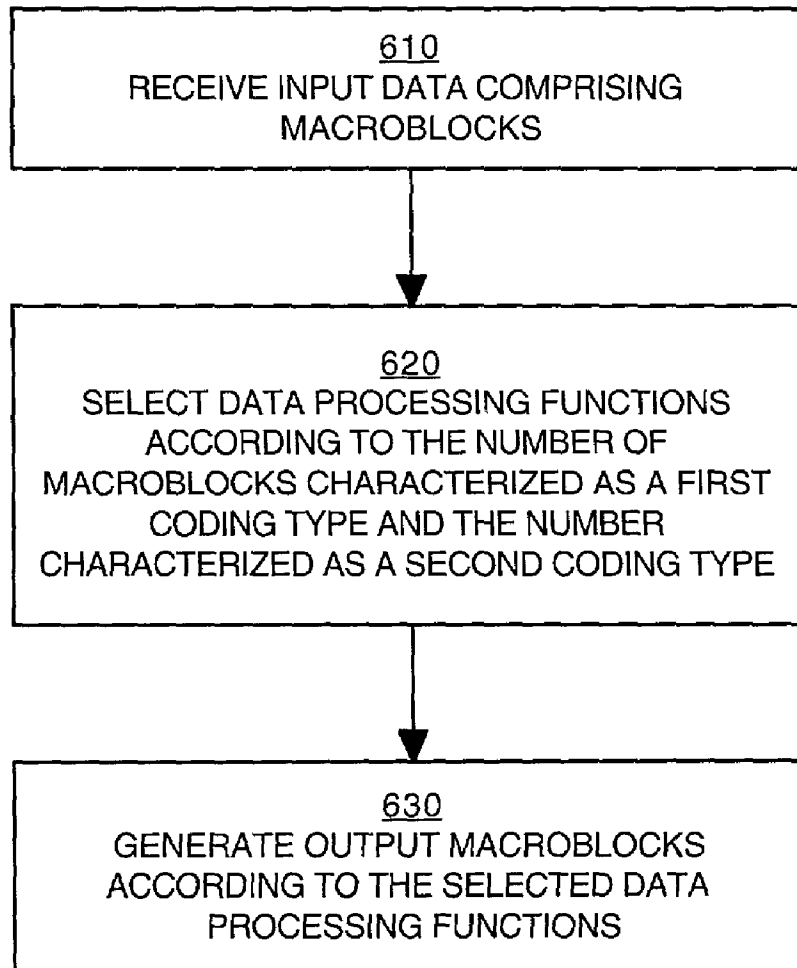 610
RECEIVE INPUT DATA COMPRISING
MACROBLOCKS
620
SELECT DATA PROCESSING FUNCTIONS
ACCORDING TO THE NUMBER OF
MACROBLOCKS CHARACTERIZED AS A FIRST
CODING TYPE AND THE NUMBER
CHARACTERIZED AS A SECOND CODING TYPE
630
GENERATE OUTPUT MACROBLOCKS
ACCORDING TO THE SELECTED DATA
PROCESSING FUNCTIONS